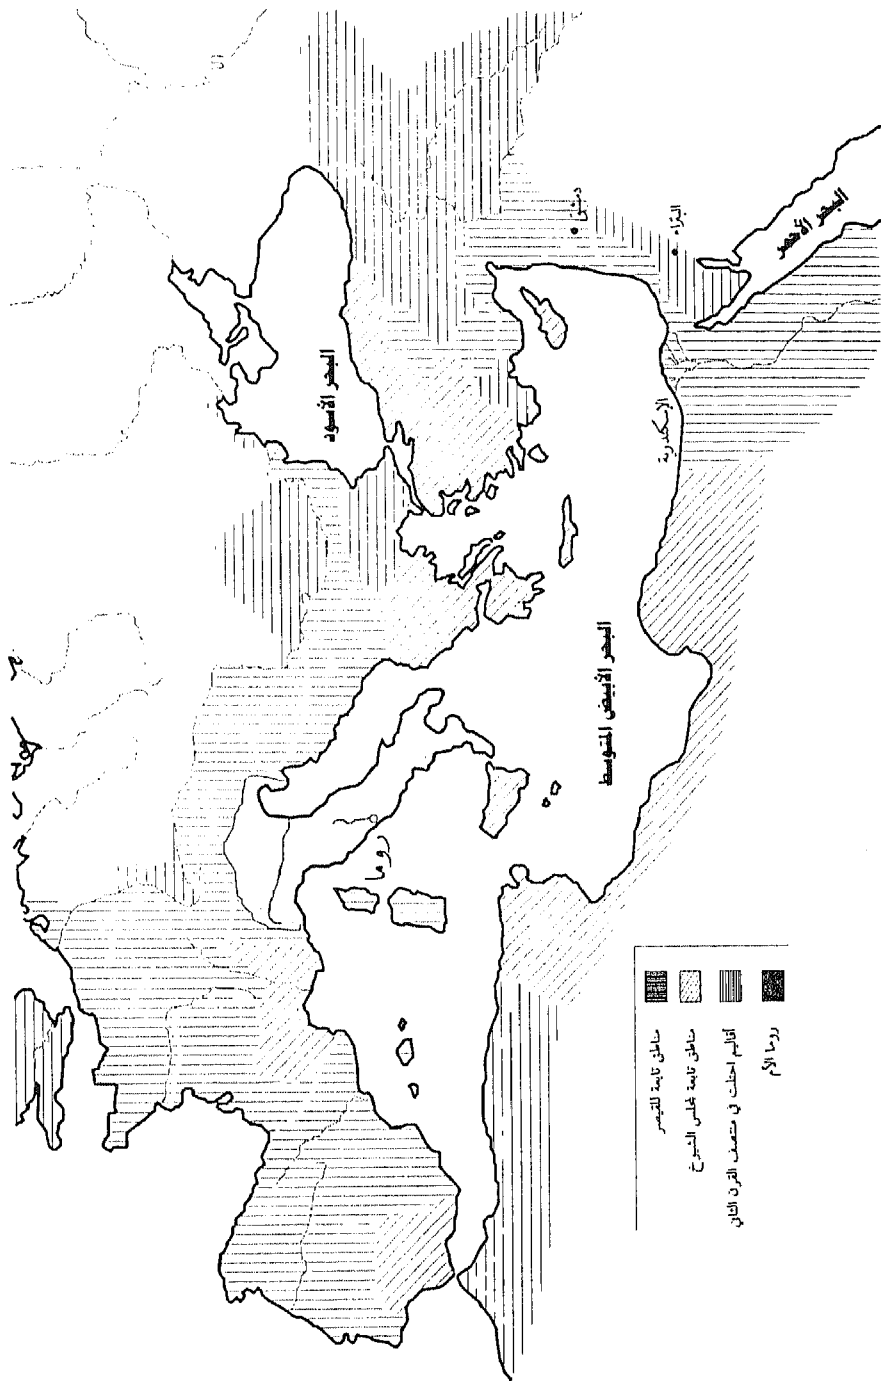 البحر الأسود
دمشق
البتراء
البحر الأحمر
الإسكندرية
البحر الأبيض المتوسط
روما
مناطق تابعة للقيصر
مناطق تابعة لمجلس الشيوخ
أقاليم احتلت في منتصف القرن الثاني
روما الأم